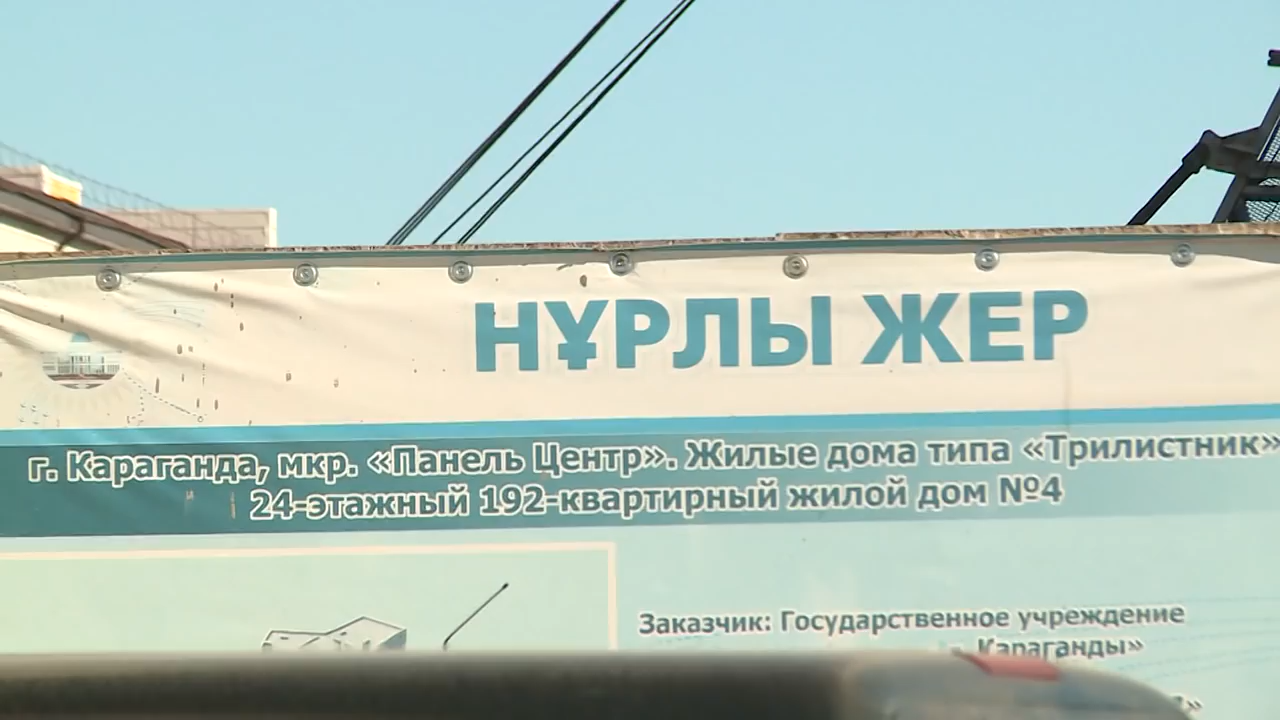 НҰРЛЫ ЖЕР
г. Караганда, мкр. «Панель Центр». Жилые дома типа «Трилистник»
24-этажный 192-квартирный жилой дом №4
Заказчик: Государственное учреждение
Караганды»